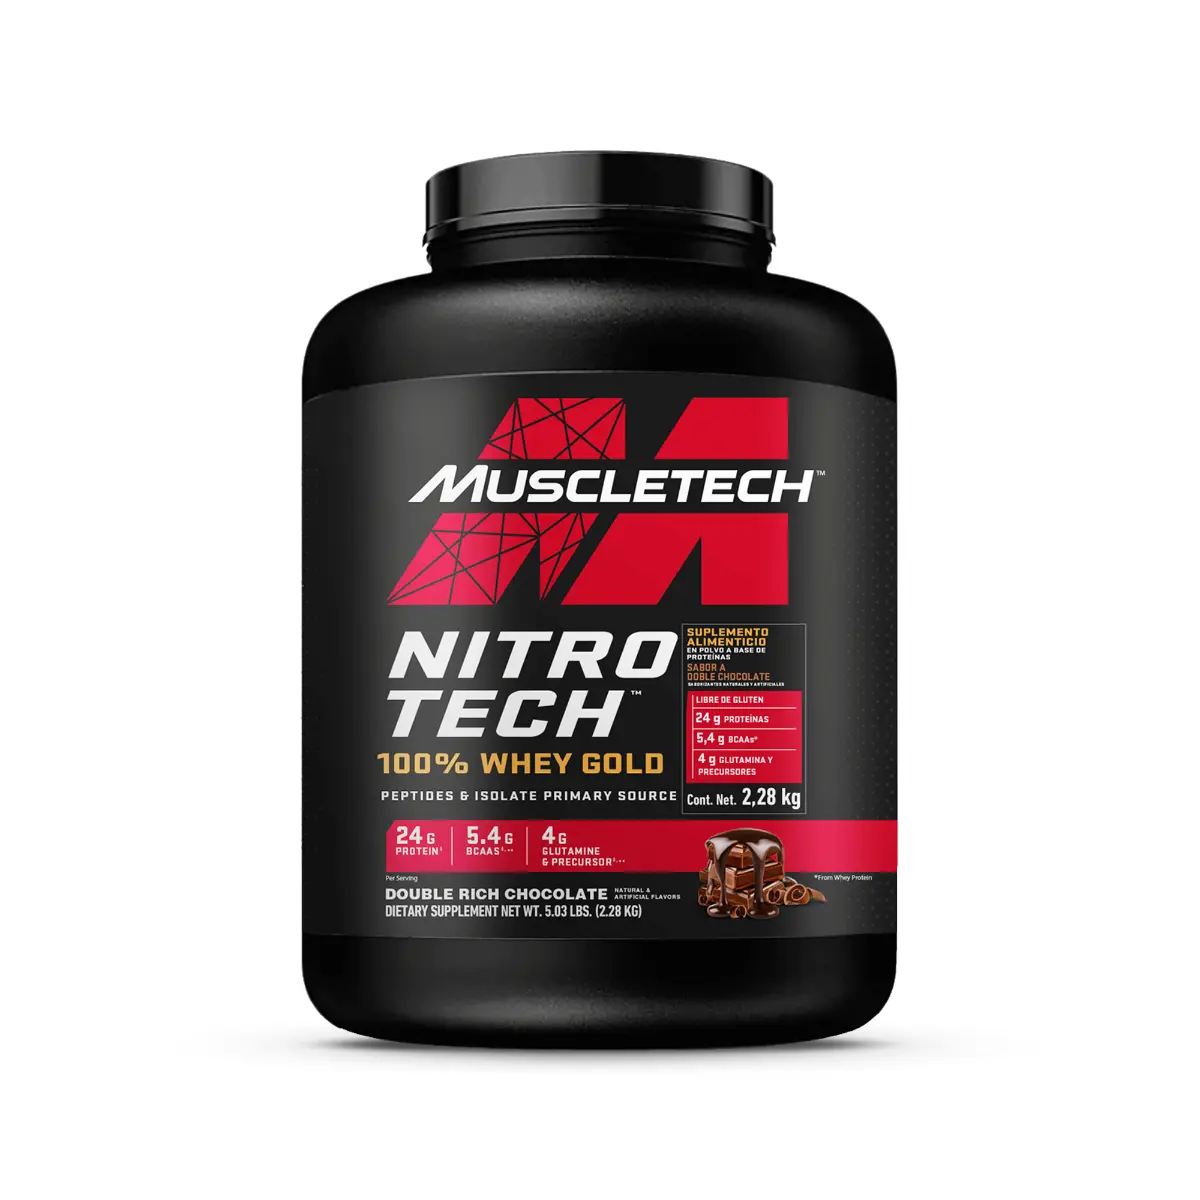 MUSCLETECH™
NITRO
TECH™
100% WHEY GOLD
PEPTIDES & ISOLATE PRIMARY SOURCE
SUPLEMENTO
ALIMENTICIO
EN POLVO A BASE DE
PROTEÍNAS
SABOR A
DOBLE CHOCOLATE
SABORIZANTES NATURALES Y ARTIFICIALES
LIBRE DE GLUTEN
24 g PROTEÍNAS
5,4 g BCAAs*
4 g GLUTAMINA Y
PRECURSORES
Cont. Net. 2,28 kg
24 G
PROTEIN
5.4 G
BCAAS
4 G
GLUTAMINE
& PRECURSOR
Per Serving
*From Whey Protein
DOUBLE RICH CHOCOLATE
NATURAL &
ARTIFICIAL FLAVORS
DIETARY SUPPLEMENT NET WT. 5.03 LBS. (2.28 KG)